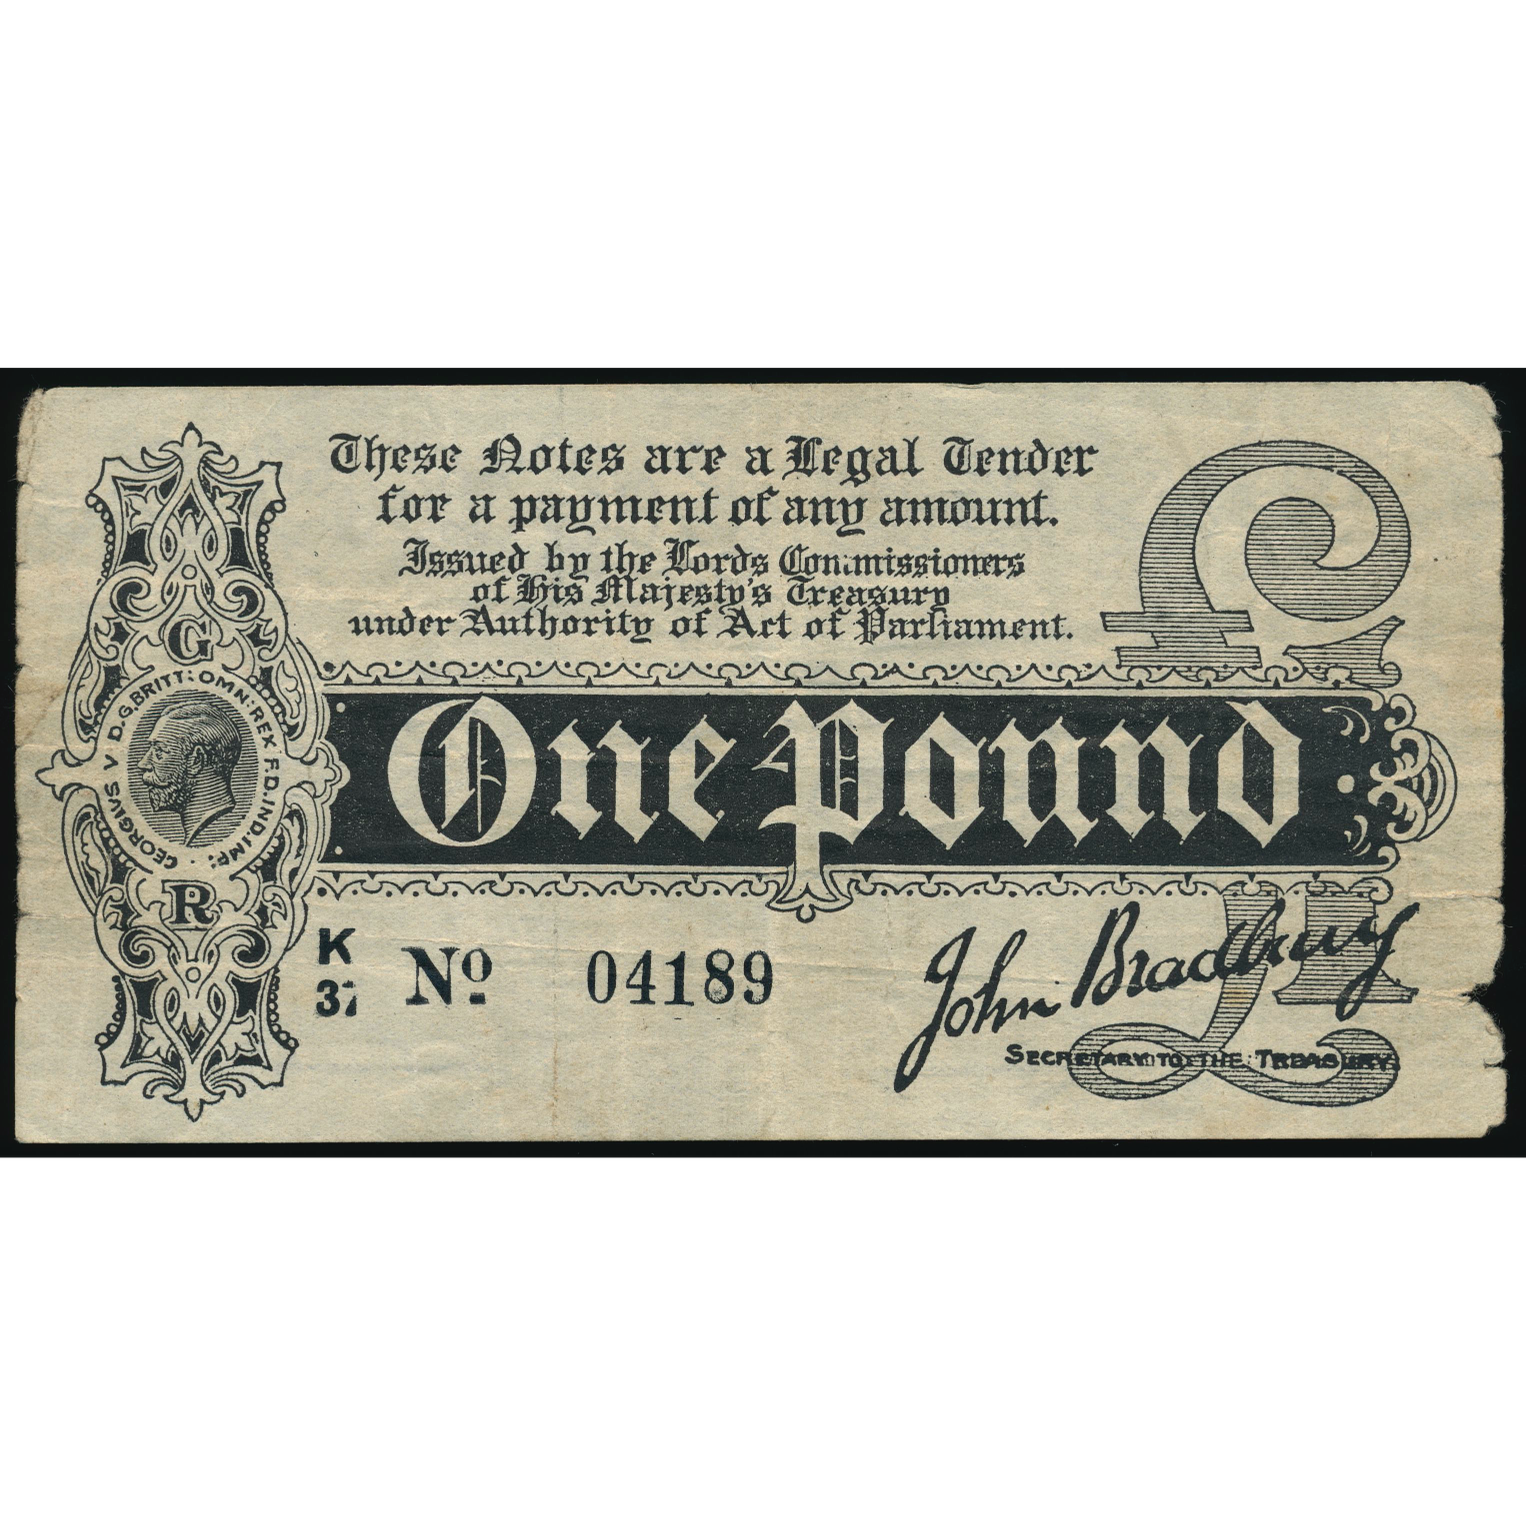 These Notes are a Legal Tender
for a payment of any amount.
Issued by the Lords Commissioners
of His Majesty's Treasury
under Authority of Act of Parliament.
£
G
GEORGIVS V D.G.BRITT: OMN:REX F.D.IND:IMP:
R
One Pound
K
37
No 04189
£1
John Bradbury
SECRETARY TO THE TREASURY.